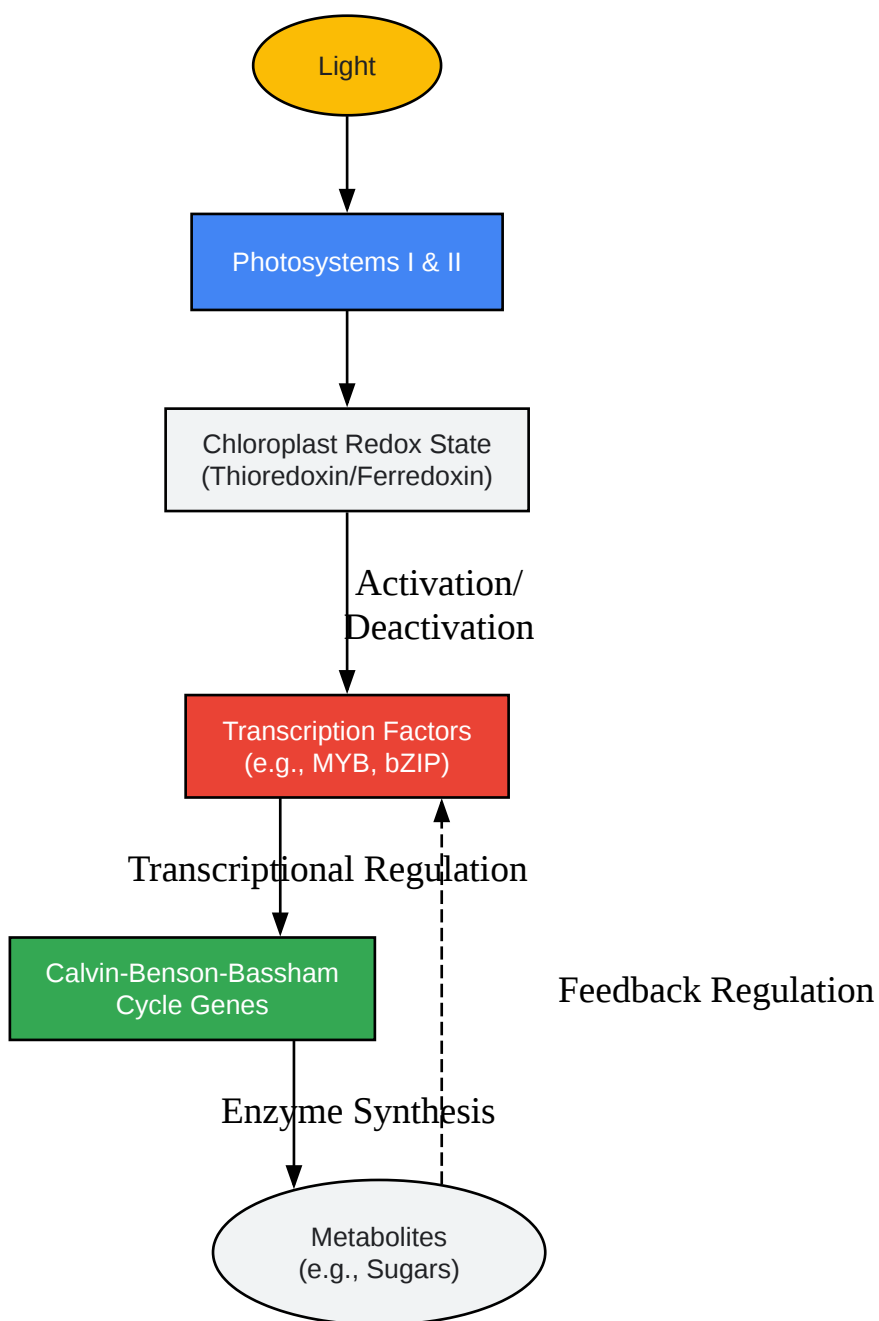 Light
Photosystems I & II
Chloroplast Redox State
(Thioredoxin/Ferredoxin)
Activation/
Deactivation
Transcription Factors
(e.g., MYB, bZIP)
Transcriptional Regulation
Calvin-Benson-Bassham
Cycle Genes
Feedback Regulation
Enzyme Synthesis
Metabolites
(e.g., Sugars)